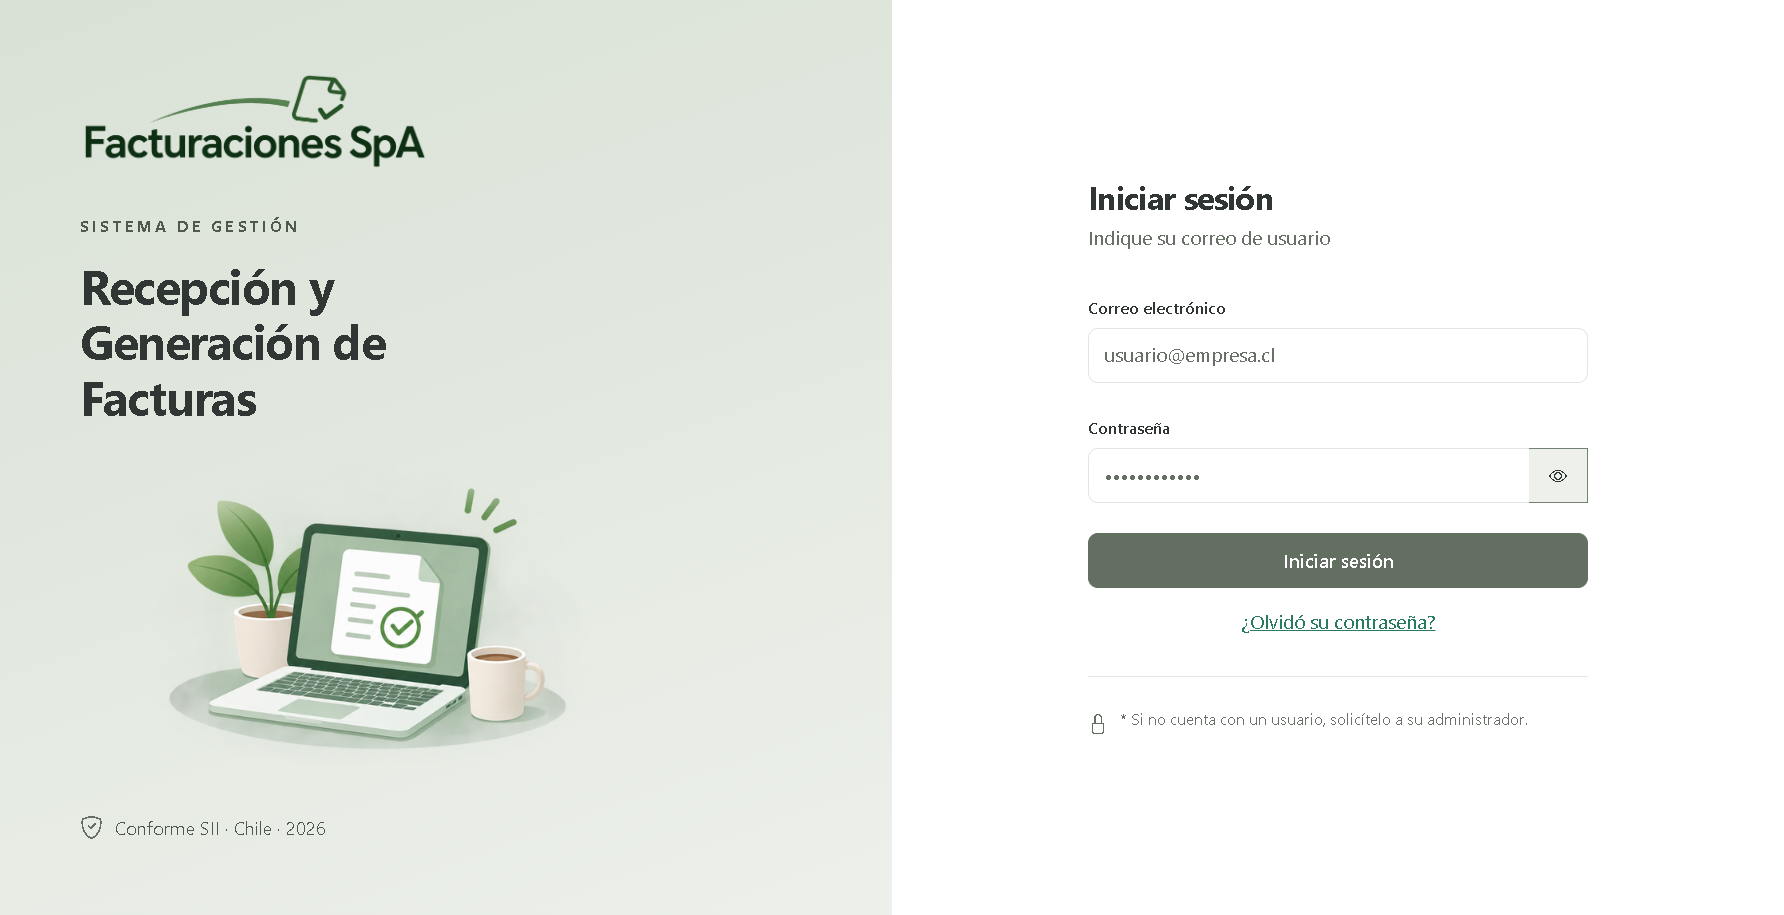 Facturaciones SpA
SISTEMA DE GESTIÓN
Recepción y
Generación de
Facturas
Conforme SII · Chile · 2026
Iniciar sesión
Indique su correo de usuario
Correo electrónico
usuario@empresa.cl
Contraseña
••••••••••••
Iniciar sesión
¿Olvidó su contraseña?
* Si no cuenta con un usuario, solicítelo a su administrador.